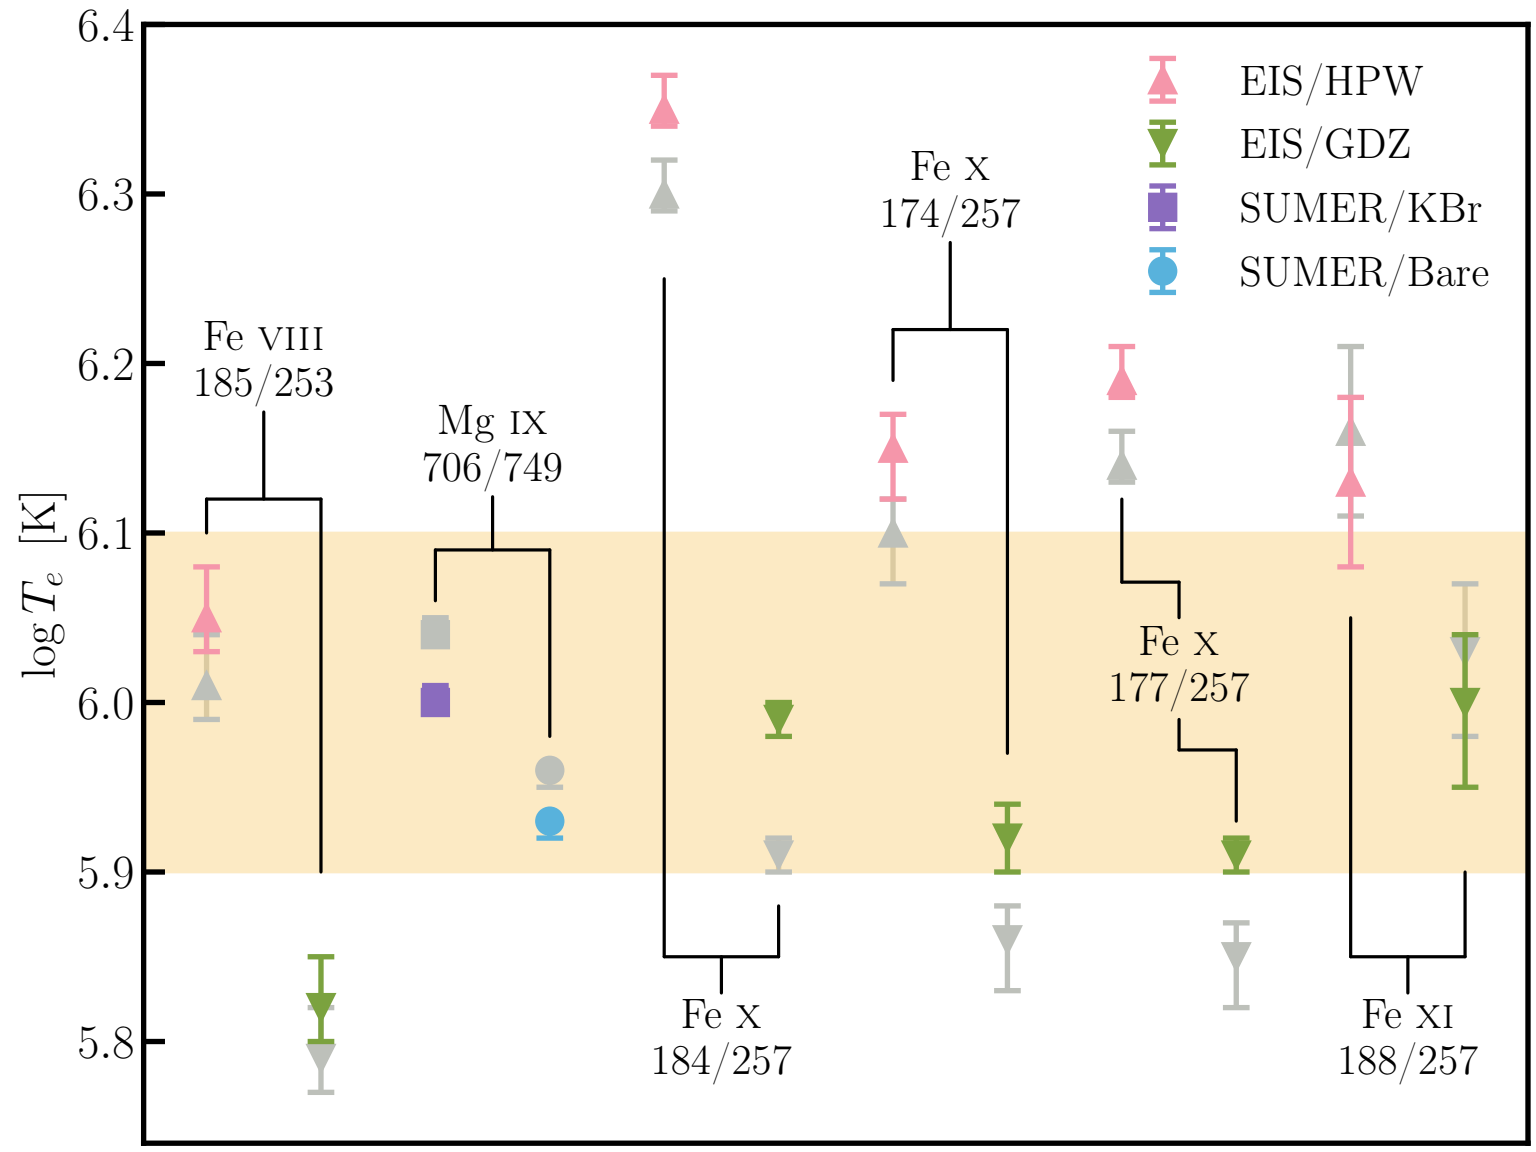 6.4
6.3
6.2
6.1
6.0
5.9
5.8
log T_e [K]
EIS/HPW
EIS/GDZ
SUMER/KBr
SUMER/Bare
Fe VIII
185/253
Mg IX
706/749
Fe X
174/257
Fe X
177/257
Fe X
184/257
Fe XI
188/257